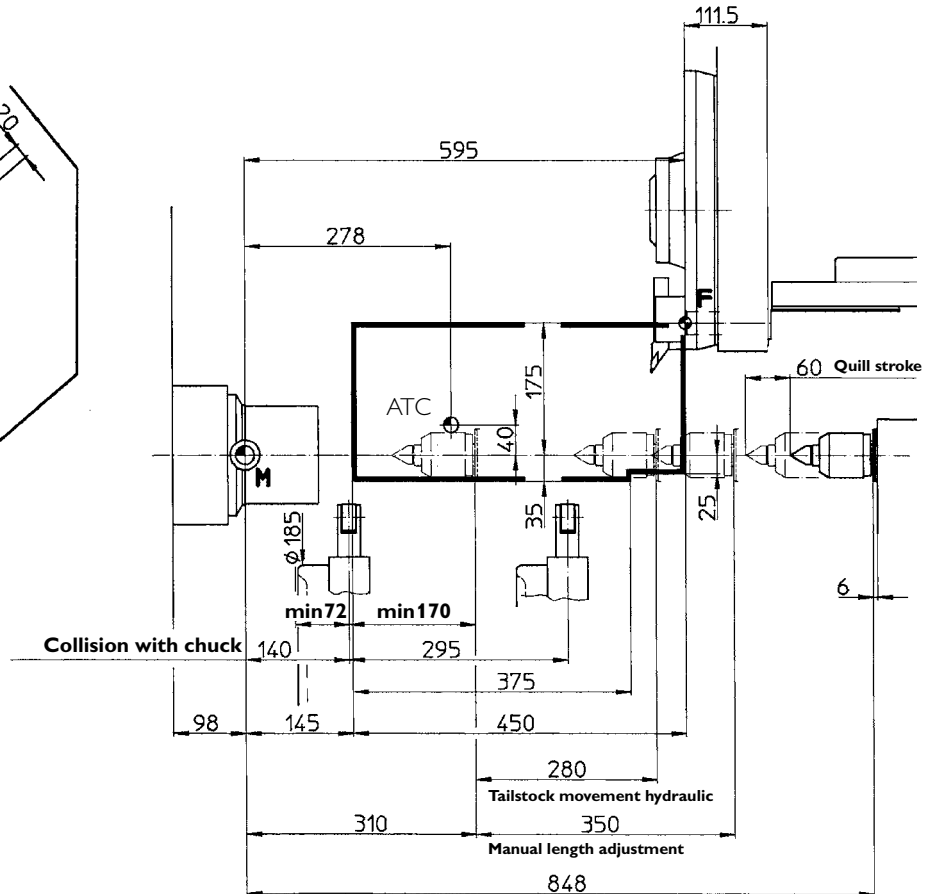 111.5
20
595
278
F
175
60 Quill stroke
ATC
40
M
35
25
ø185
6
min72
min170
Collision with chuck
140
295
375
98
145
450
280
Tailstock movement hydraulic
310
350
Manual length adjustment
848